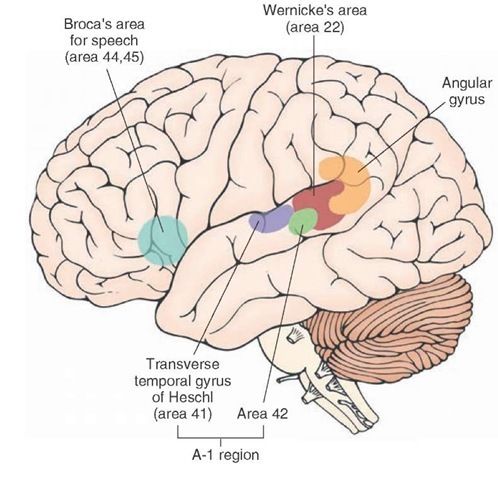 Wernicke's area
(area 22)
Broca's area
for speech
(area 44,45)
Angular
gyrus
Transverse
temporal gyrus
of Heschl
(area 41)
Area 42
A-1 region